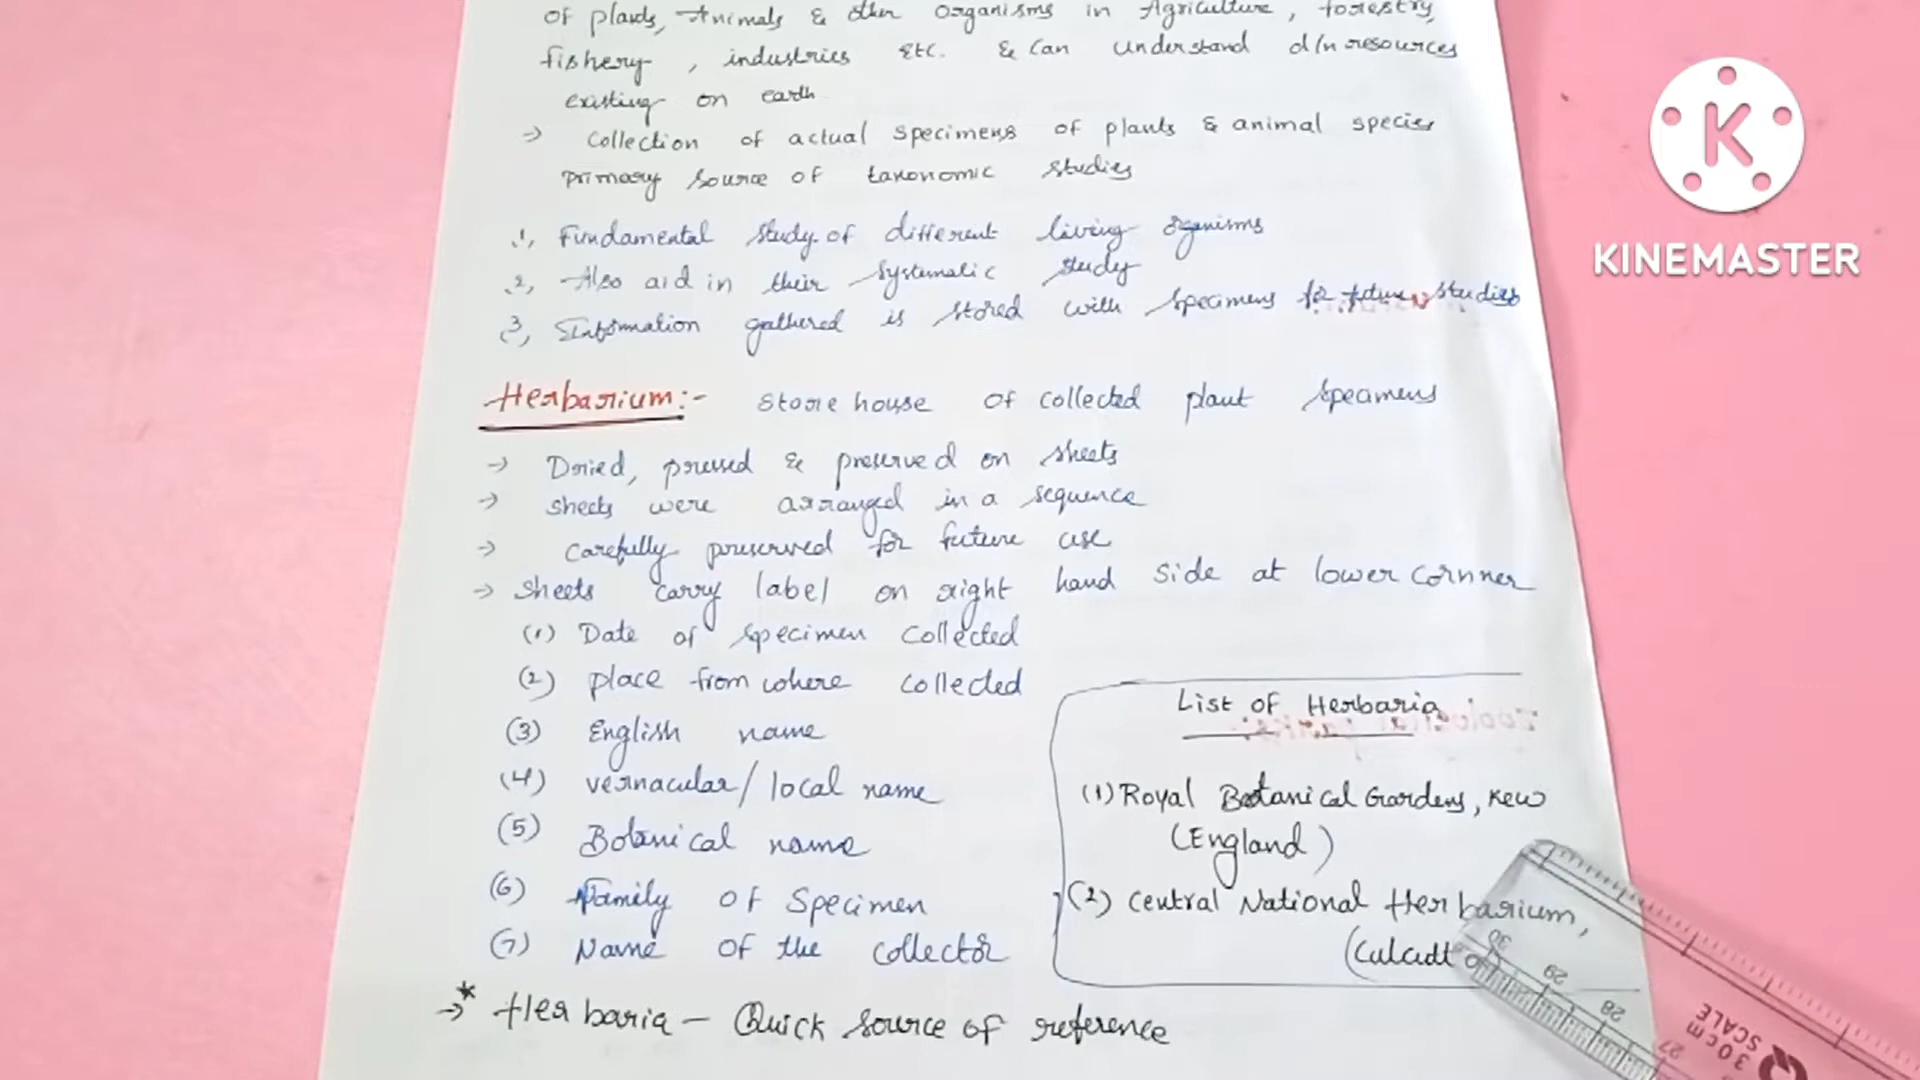 of plants, Animals & other organisms in Agriculture, forestry,
fishery, industries Etc. & Can understand d/n resources
existing on earth
→ Collection of actual specimens of plants & animal species
primary source of taxonomic studies
1, Fundamental study of different living organisms
2, Also aid in their systematic study
3, Information gathered is stored with specimens for future studies
Herbarium:- Store house of collected plant specimens
→ Dried, pressed & preserved on sheets
→ sheets were arranged in a sequence
→ carefully preserved for future use
→ sheets carry label on right hand side at lower cornner
(1) Date of specimen collected
(2) place from where collected
(3) English name
(4) vernacular/local name
(5) Botanical name
(6) Family of Specimen
(7) Name of the collector
→* Herbaria - Quick source of reference
List of Herbaria
(1) Royal Botanical Gardens, Kew
(England)
(2) Central National Herbarium,
30 29 28 27
30cm
SCALE
K
KINEMASTER